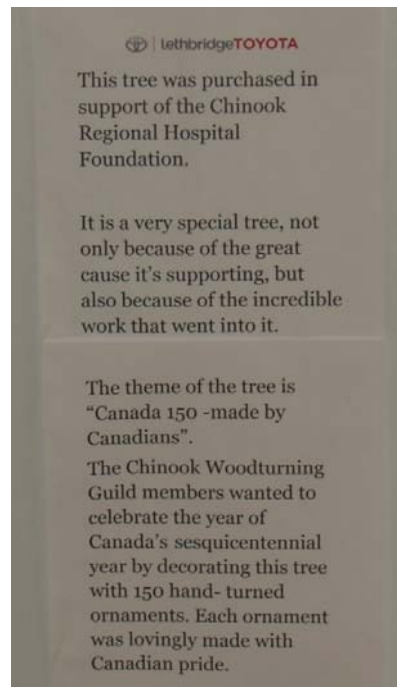 lethbridgeTOYOTA
This tree was purchased in
support of the Chinook
Regional Hospital
Foundation.
It is a very special tree, not
only because of the great
cause it's supporting, but
also because of the incredible
work that went into it.
The theme of the tree is
“Canada 150 -made by
Canadians”.
The Chinook Woodturning
Guild members wanted to
celebrate the year of
Canada's sesquicentennial
year by decorating this tree
with 150 hand- turned
ornaments. Each ornament
was lovingly made with
Canadian pride.